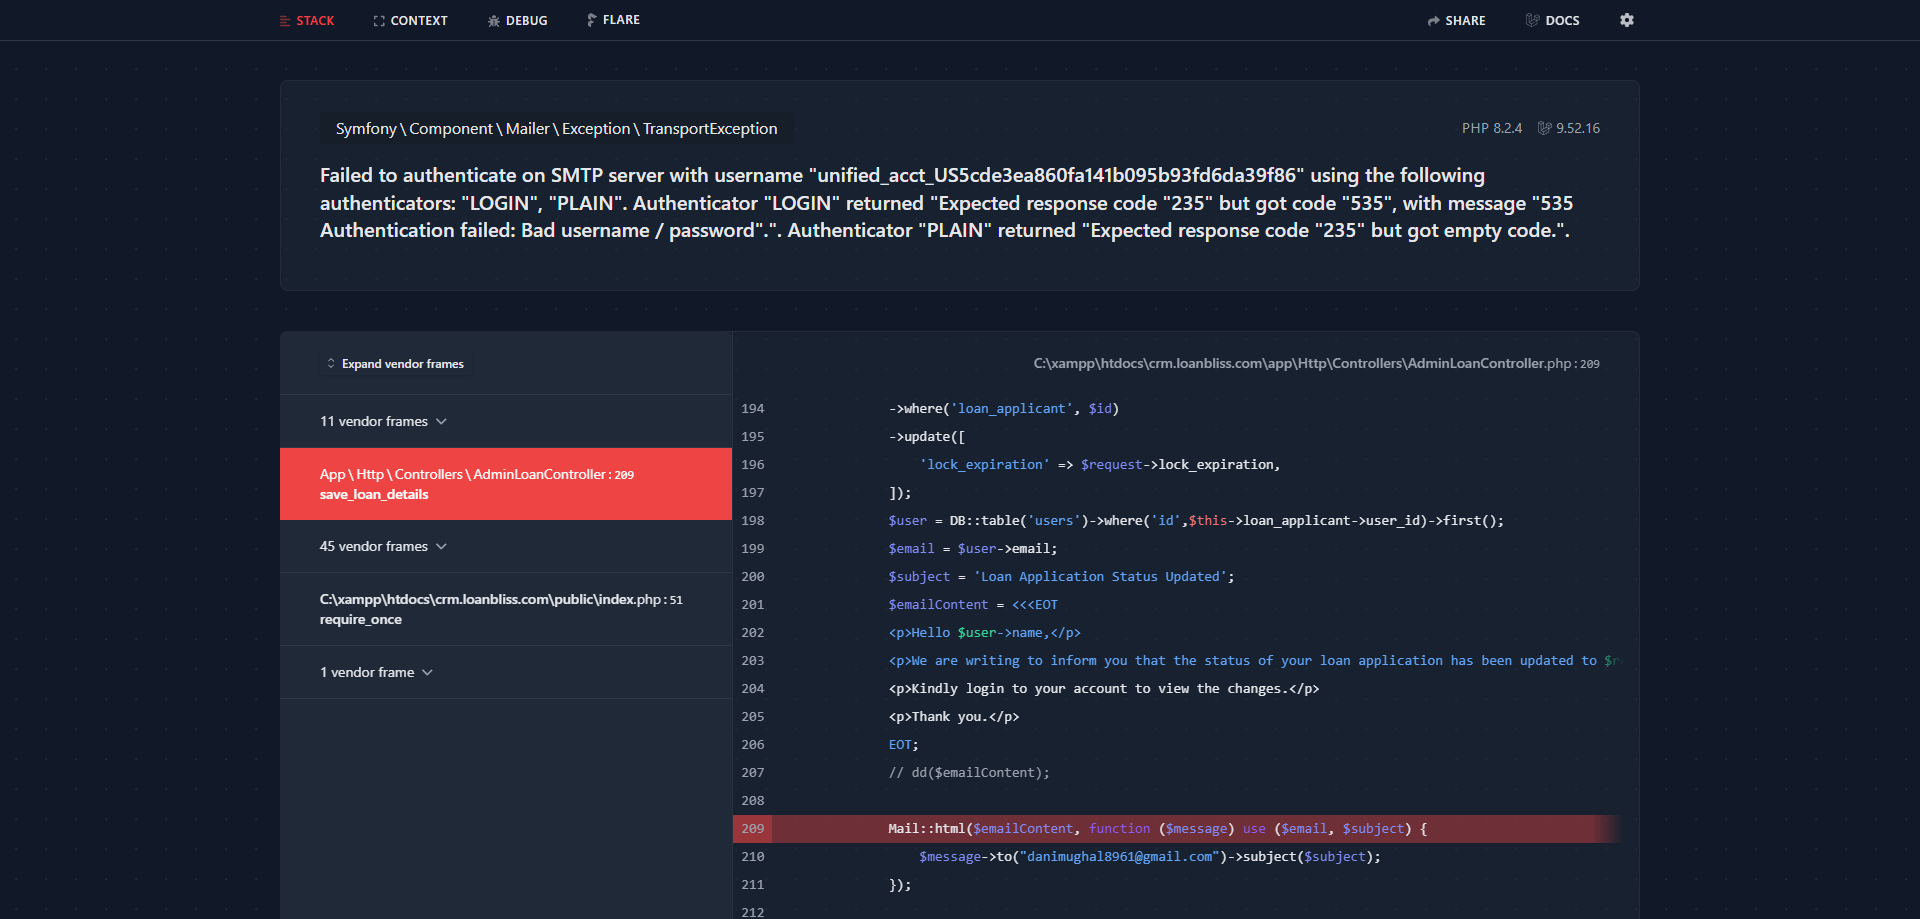 STACK CONTEXT DEBUG FLARE SHARE DOCS
Symfony\Component\Mailer\Exception\TransportException
PHP 8.2.4 9.52.16
Failed to authenticate on SMTP server with username "unified_acct_US5cde3ea860fa141b095b93fd6da39f86" using the following
authenticators: "LOGIN", "PLAIN". Authenticator "LOGIN" returned "Expected response code "235" but got code "535", with message "535
Authentication failed: Bad username / password".". Authenticator "PLAIN" returned "Expected response code "235" but got empty code.".
Expand vendor frames
11 vendor frames
App\Http\Controllers\AdminLoanController:209
save_loan_details
45 vendor frames
C:\xampp\htdocs\crm.loanbliss.com\public\index.php:51
require_once
1 vendor frame
C:\xampp\htdocs\crm.loanbliss.com\app\Http\Controllers\AdminLoanController.php:209
194 ->where('loan_applicant', $id)
195 ->update([
196 'lock_expiration' => $request->lock_expiration,
197 ]);
198 $user = DB::table('users')->where('id',$this->loan_applicant->user_id)->first();
199 $email = $user->email;
200 $subject = 'Loan Application Status Updated';
201 $emailContent = <<<EOT
202 <p>Hello $user->name,</p>
203 <p>We are writing to inform you that the status of your loan application has been updated to $r
204 <p>Kindly login to your account to view the changes.</p>
205 <p>Thank you.</p>
206 EOT;
207 // dd($emailContent);
208
209 Mail::html($emailContent, function ($message) use ($email, $subject) {
210 $message->to("danimughal8961@gmail.com")->subject($subject);
211 });
212